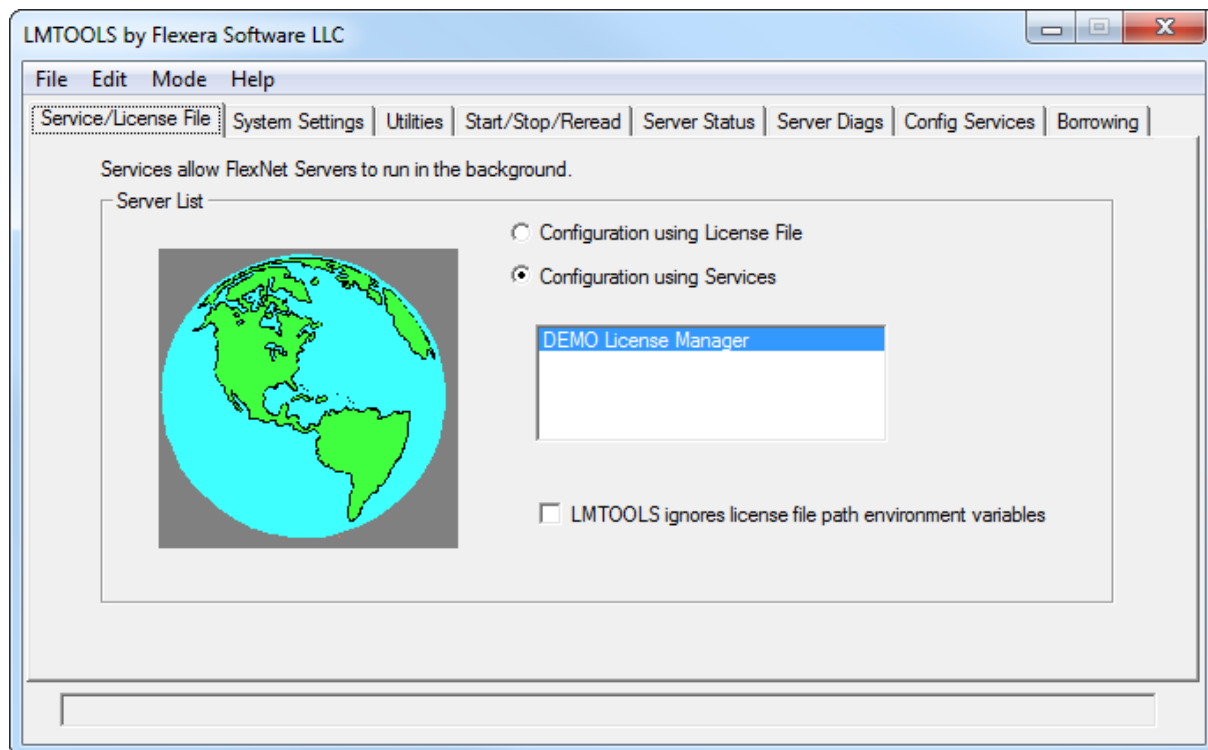 LMTOOLS by Flexera Software LLC
File Edit Mode Help
Service/License File System Settings Utilities Start/Stop/Reread Server Status Server Diags Config Services Borrowing
Services allow FlexNet Servers to run in the background.
Server List
Configuration using License File
Configuration using Services
DEMO License Manager
LMTOOLS ignores license file path environment variables